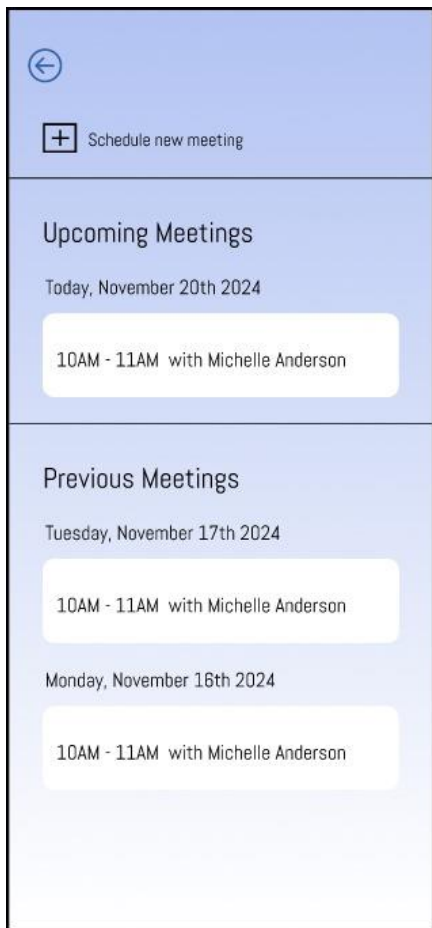 Schedule new meeting
Upcoming Meetings
Today, November 20th 2024
10AM - 11AM with Michelle Anderson
Previous Meetings
Tuesday, November 17th 2024
10AM - 11AM with Michelle Anderson
Monday, November 16th 2024
10AM - 11AM with Michelle Anderson